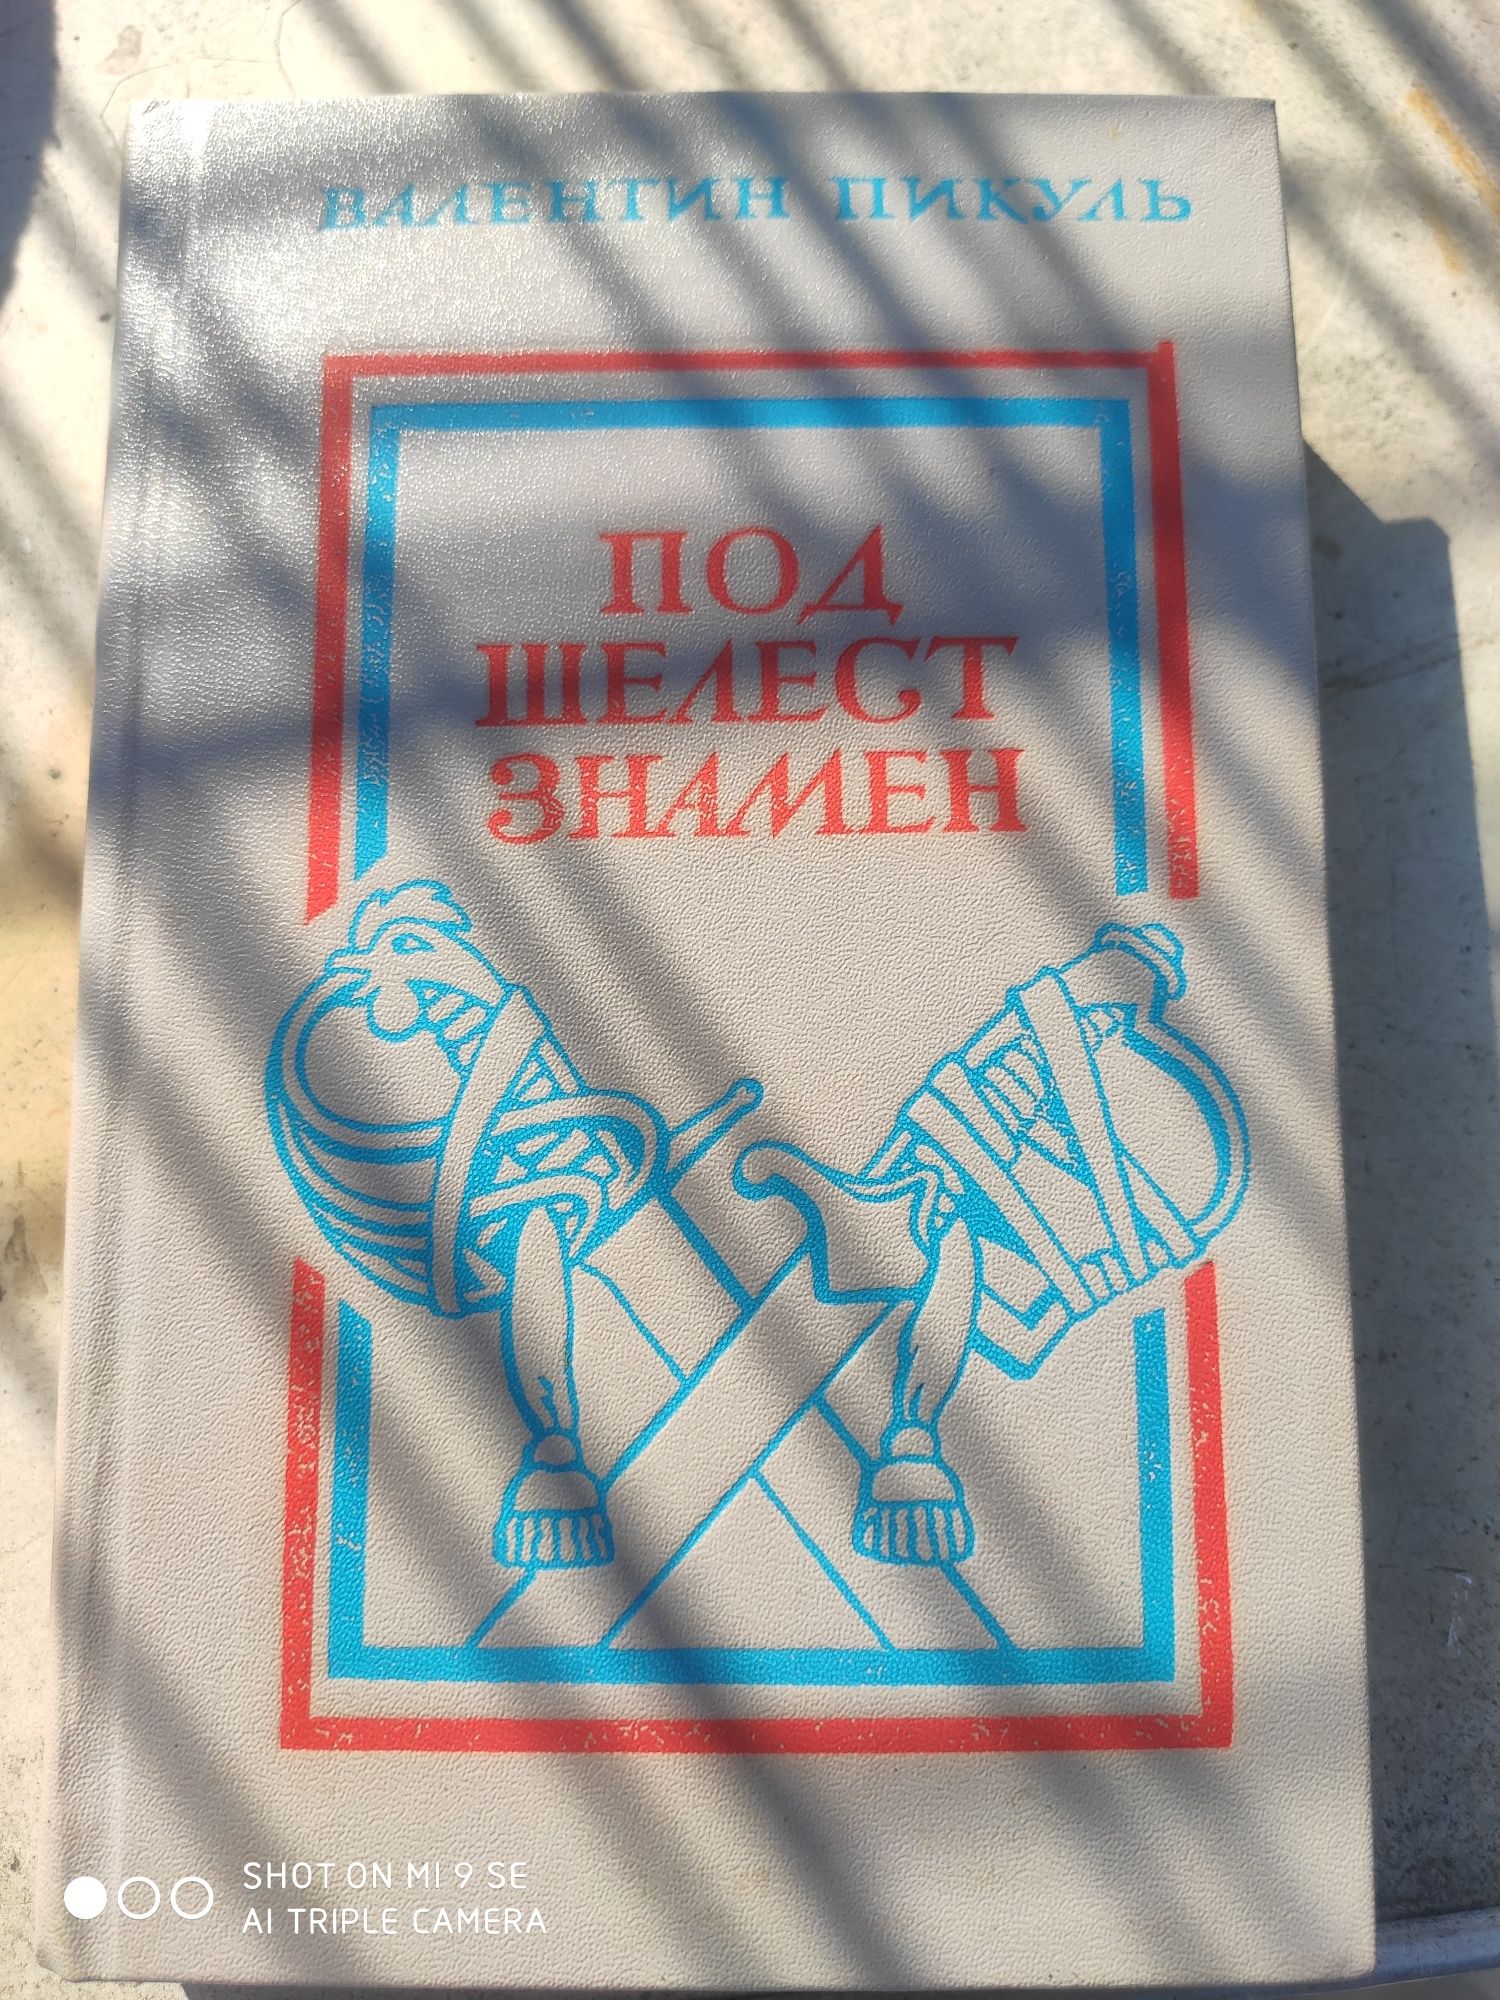 ВАЛЕНТИН ПИКУЛЬ
ПОД
ШЕЛЕСТ
ЗНАМЕН
SHOT ON MI 9 SE
AI TRIPLE CAMERA